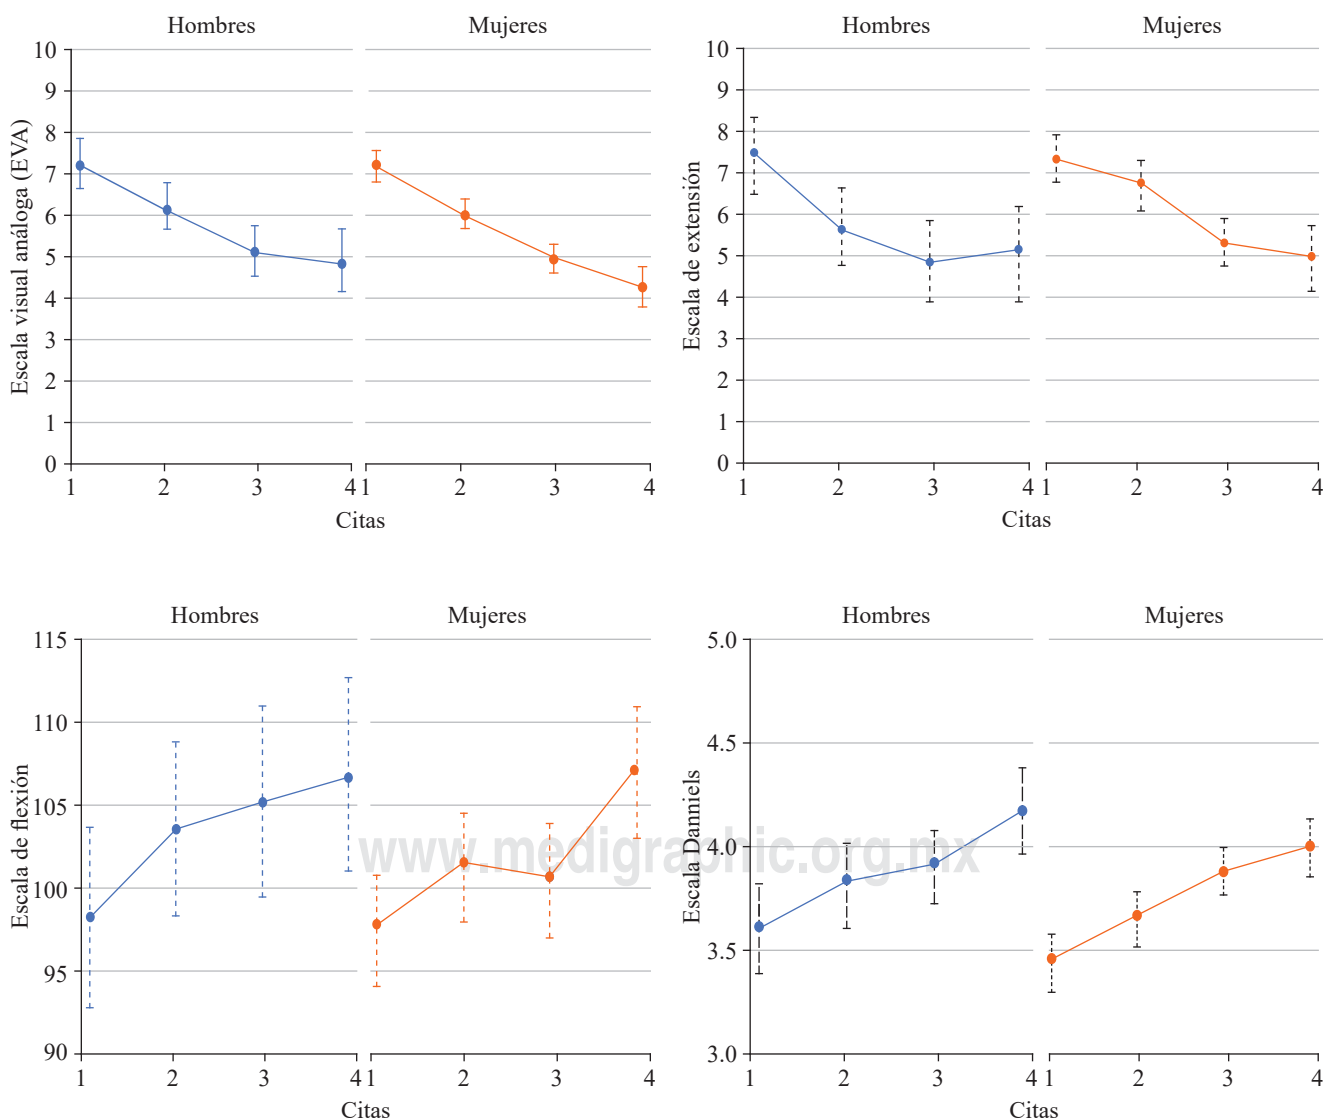 Hombres Mujeres
10
9
8
7
6
5
4
3
2
1
0
Escala visual análoga (EVA)
1 2 3 4 1 2 3 4
Citas
Hombres Mujeres
10
9
8
7
6
5
4
3
2
1
0
Escala de extensión
1 2 3 4 1 2 3 4
Citas
Hombres Mujeres
115
110
105
100
95
90
Escala de flexión
1 2 3 4 1 2 3 4
Citas
Hombres Mujeres
5.0
4.5
4.0
3.5
3.0
Escala Danniels
1 2 3 4 1 2 3 4
Citas
www.medigraphic.org.mx